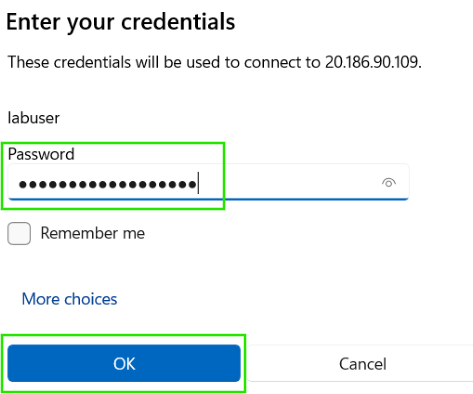 Enter your credentials
These credentials will be used to connect to 20.186.90.109.
labuser
Password
••••••••••••••••••
Remember me
More choices
OK
Cancel